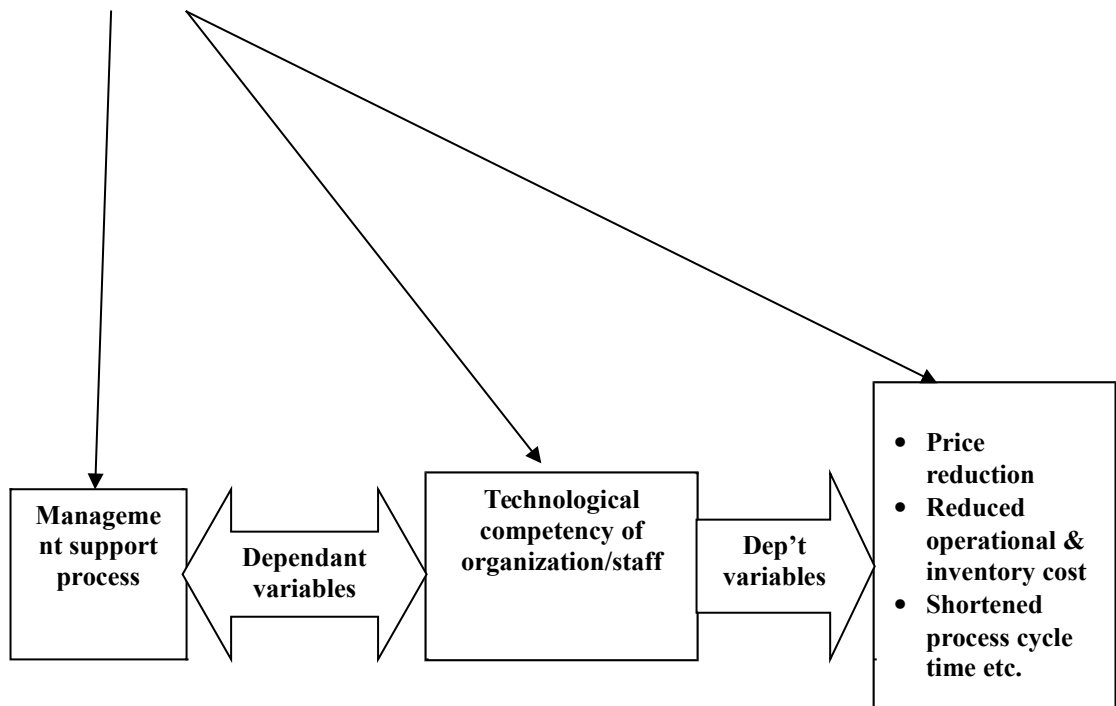 Manageme
nt support
process
Dependant
variables
Technological
competency of
organization/staff
Dep't
variables
• Price
reduction
• Reduced
operational &
inventory cost
• Shortened
process cycle
time etc.